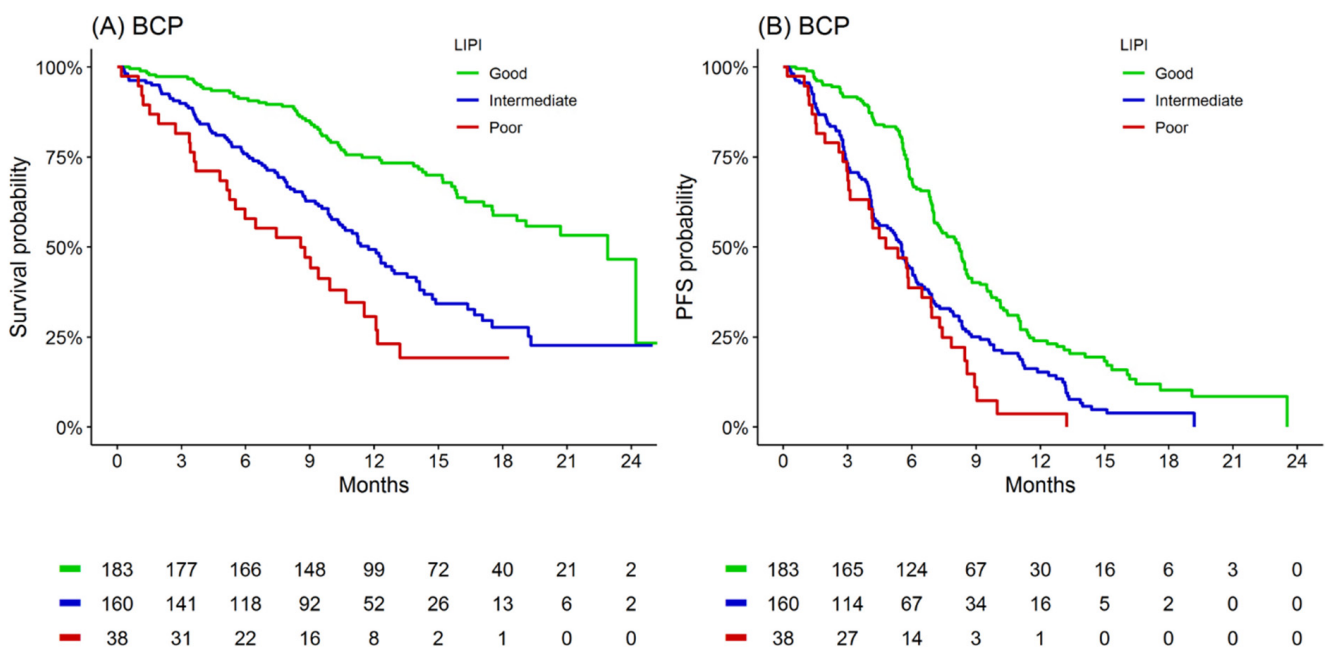 (A) BCP
LIPI
Good
Intermediate
Poor
Survival probability
100%
75%
50%
25%
0%
0 3 6 9 12 15 18 21 24
Months
183 177 166 148 99 72 40 21 2
160 141 118 92 52 26 13 6 2
38 31 22 16 8 2 1 0 0
(B) BCP
LIPI
Good
Intermediate
Poor
PFS probability
100%
75%
50%
25%
0%
0 3 6 9 12 15 18 21 24
Months
183 165 124 67 30 16 6 3 0
160 114 67 34 16 5 2 0 0
38 27 14 3 1 0 0 0 0